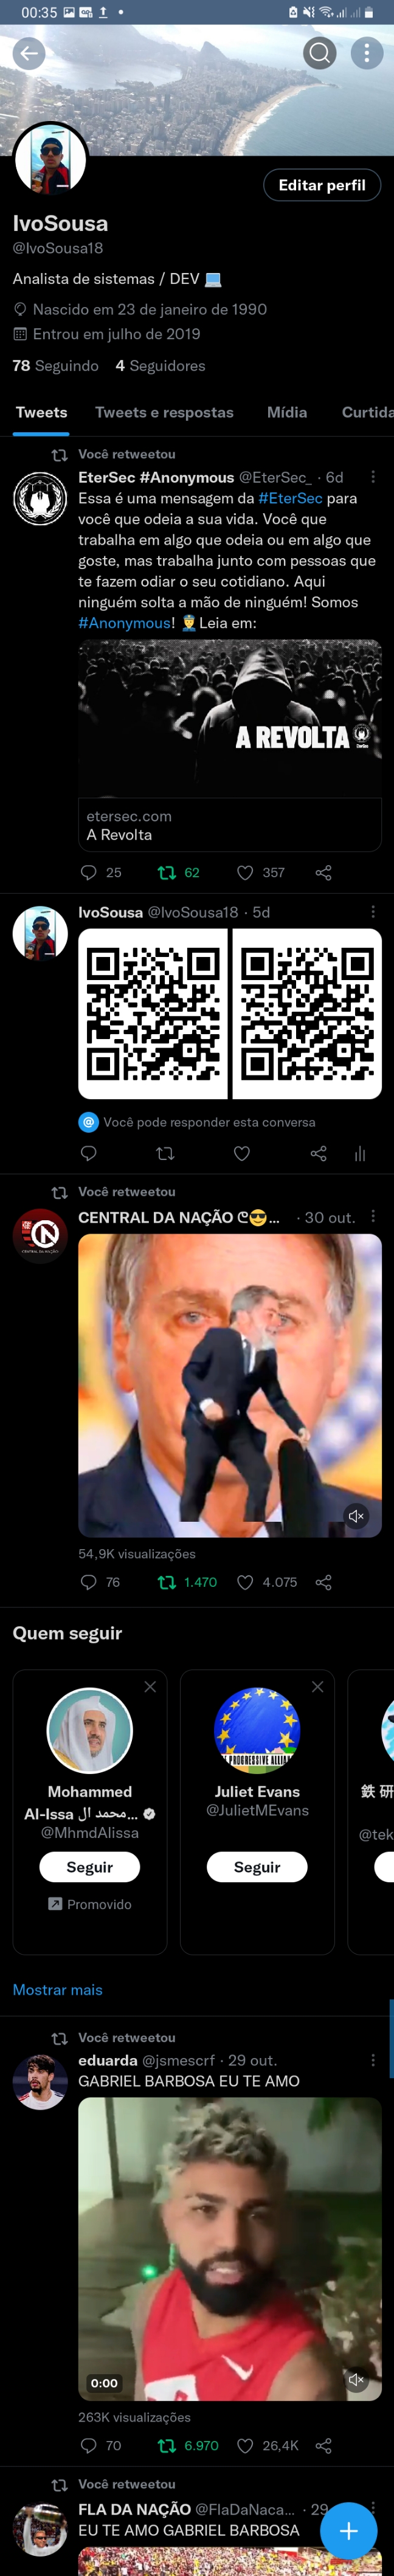 00:35
Editar perfil
IvoSousa
@IvoSousa18
Analista de sistemas / DEV 💻
Nascido em 23 de janeiro de 1990
Entrou em julho de 2019
78 Seguindo 4 Seguidores
Tweets Tweets e respostas Mídia Curtida
Você retweetou
EterSec #Anonymous @EterSec_ · 6d
Essa é uma mensagem da #EterSec para
você que odeia a sua vida. Você que
trabalha em algo que odeia ou em algo que
goste, mas trabalha junto com pessoas que
te fazem odiar o seu cotidiano. Aqui
ninguém solta a mão de ninguém! Somos
#Anonymous! Leia em:
A REVOLTA
etersec.com
A Revolta
25 62 357
IvoSousa @IvoSousa18 · 5d
Você pode responder esta conversa
Você retweetou
CENTRAL DA NAÇÃO 😎... · 30 out.
54,9K visualizações
76 1.470 4.075
Quem seguir
Mohammed
Al-Issa محمد ال...
@MhmdAlissa
Seguir
Promovido
Juliet Evans
@JulietMEvans
Seguir
鉄 研
@tek
Mostrar mais
Você retweetou
eduarda @jsmescrf · 29 out.
GABRIEL BARBOSA EU TE AMO
0:00
263K visualizações
70 6.970 26,4K
Você retweetou
FLA DA NAÇÃO @FlaDaNaca... · 29
EU TE AMO GABRIEL BARBOSA